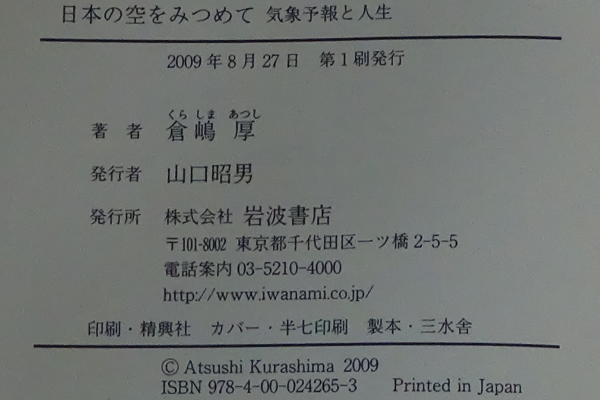 日本の空をみつめて 気象予報と人生
2009年8月27日 第1刷発行
くら しま あつし
著者 倉嶋 厚
発行者 山口昭男
発行所 株式会社 岩波書店
〒101-8002 東京都千代田区一ツ橋2-5-5
電話案内 03-5210-4000
http://www.iwanami.co.jp/
印刷・精興社 カバー・半七印刷 製本・三水舎
© Atsushi Kurashima 2009
ISBN 978-4-00-024265-3 Printed in Japan